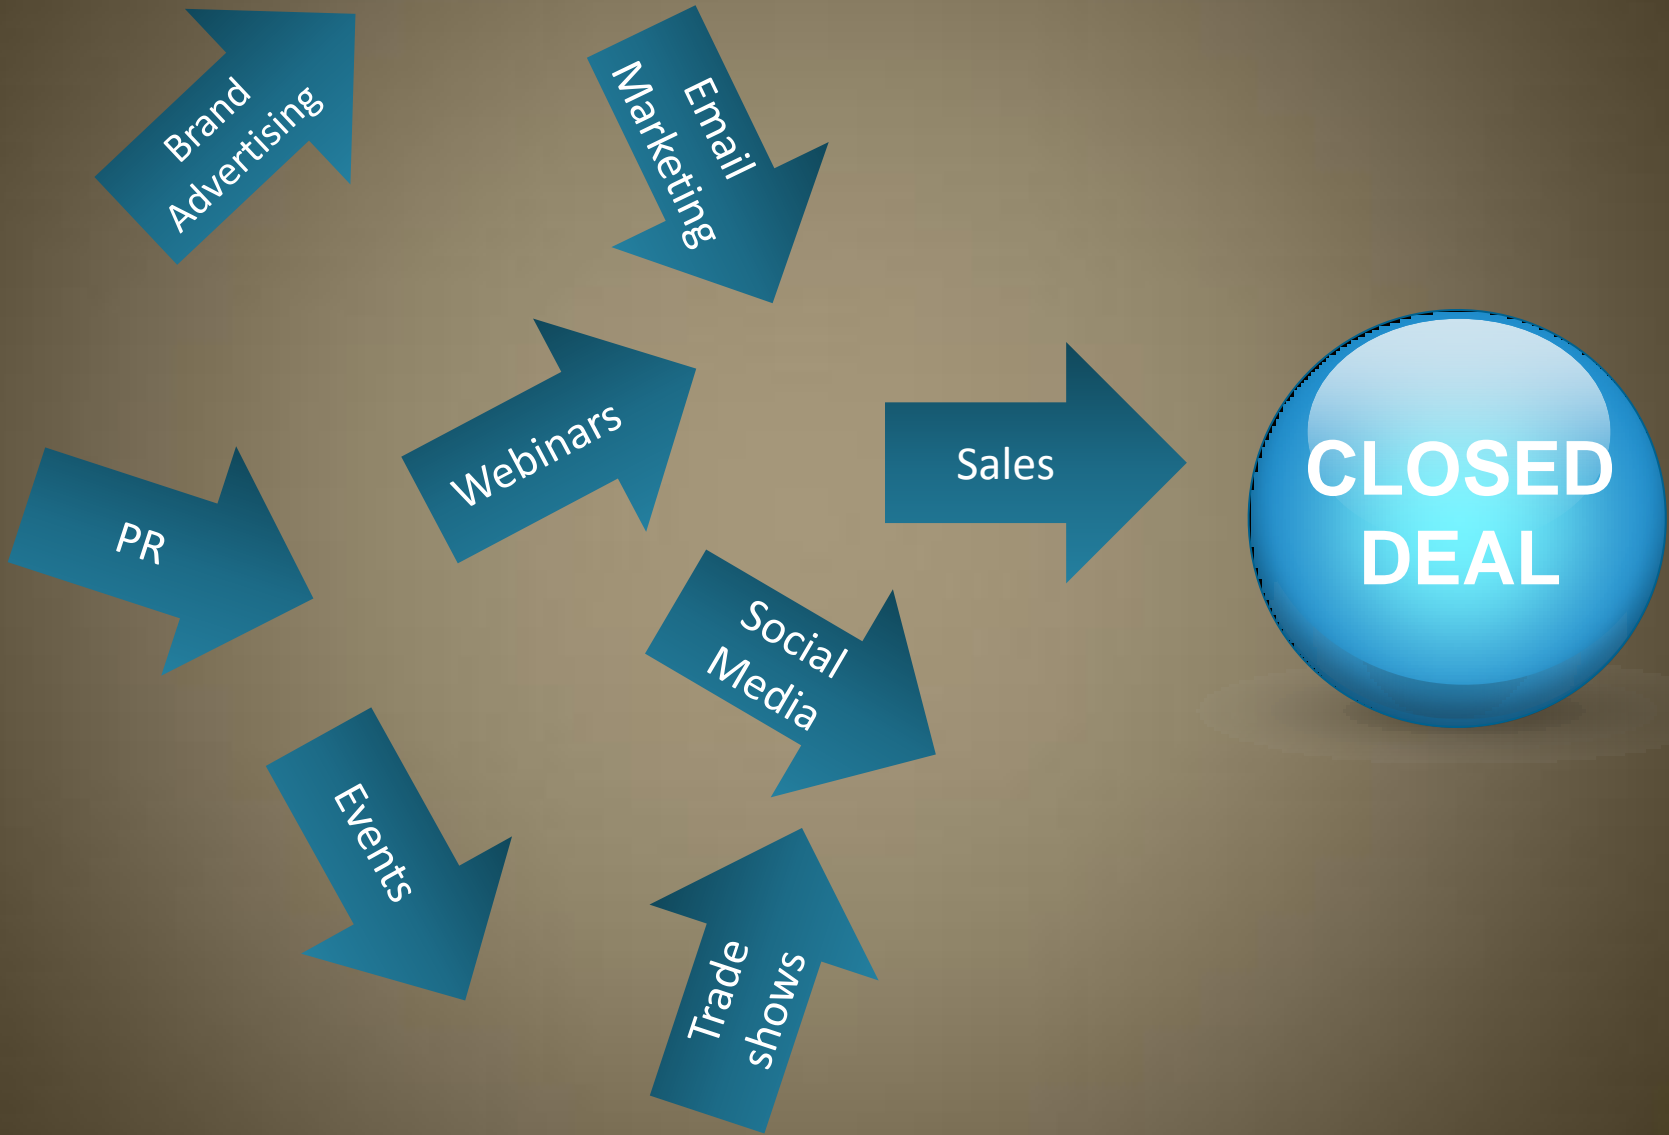 Brand
Advertising
Email
Marketing
Webinars
PR
Sales
CLOSED
DEAL
Social
Media
Events
Trade
shows